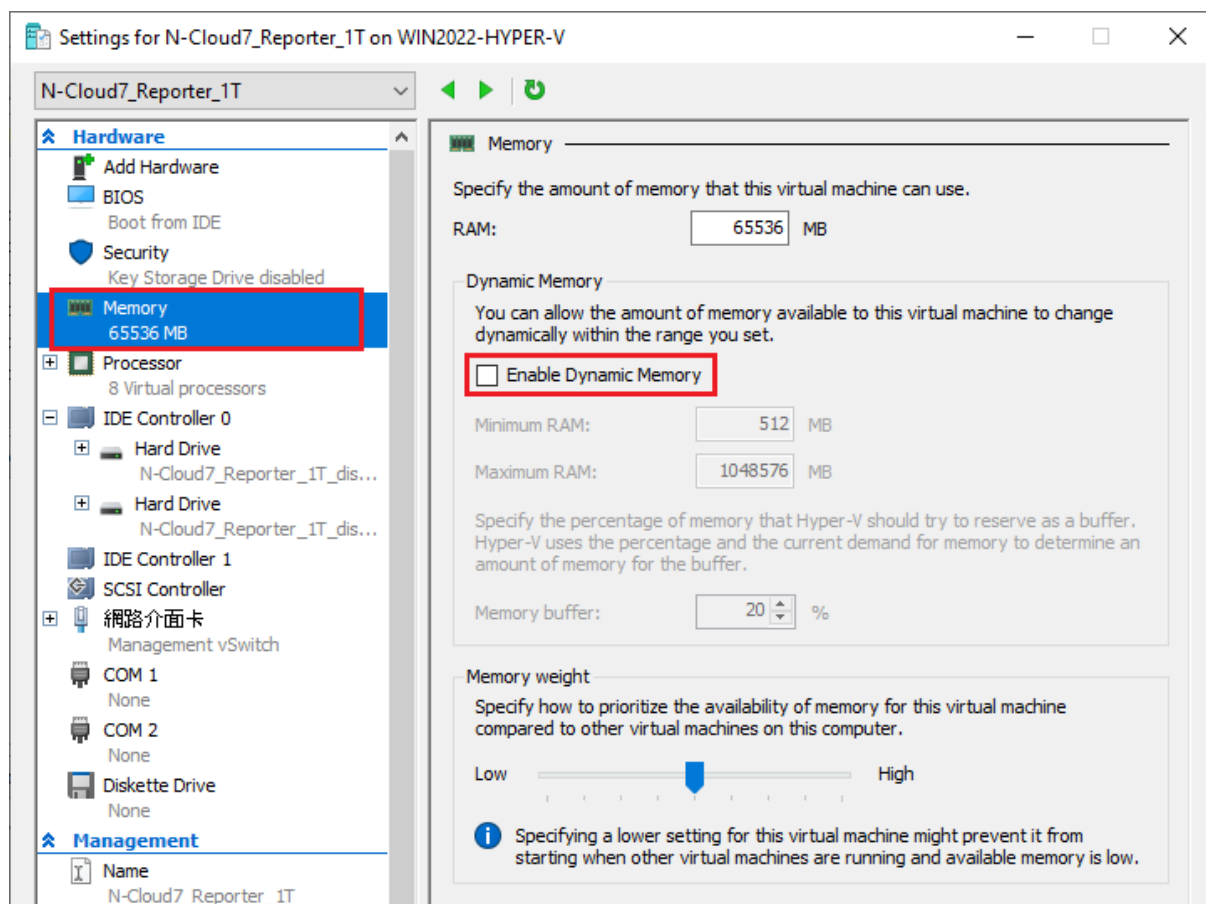 Settings for N-Cloud7_Reporter_1T on WIN2022-HYPER-V
N-Cloud7_Reporter_1T
Hardware
Add Hardware
BIOS
Boot from IDE
Security
Key Storage Drive disabled
Memory
65536 MB
Processor
8 Virtual processors
IDE Controller 0
Hard Drive
N-Cloud7_Reporter_1T_dis...
Hard Drive
N-Cloud7_Reporter_1T_dis...
IDE Controller 1
SCSI Controller
網路介面卡
Management vSwitch
COM 1
None
COM 2
None
Diskette Drive
None
Management
Name
N-Cloud7_Reporter_1T
Memory
Specify the amount of memory that this virtual machine can use.
RAM: 65536 MB
Dynamic Memory
You can allow the amount of memory available to this virtual machine to change
dynamically within the range you set.
Enable Dynamic Memory
Minimum RAM: 512 MB
Maximum RAM: 1048576 MB
Specify the percentage of memory that Hyper-V should try to reserve as a buffer.
Hyper-V uses the percentage and the current demand for memory to determine an
amount of memory for the buffer.
Memory buffer: 20 %
Memory weight
Specify how to prioritize the availability of memory for this virtual machine
compared to other virtual machines on this computer.
Low High
Specifying a lower setting for this virtual machine might prevent it from
starting when other virtual machines are running and available memory is low.